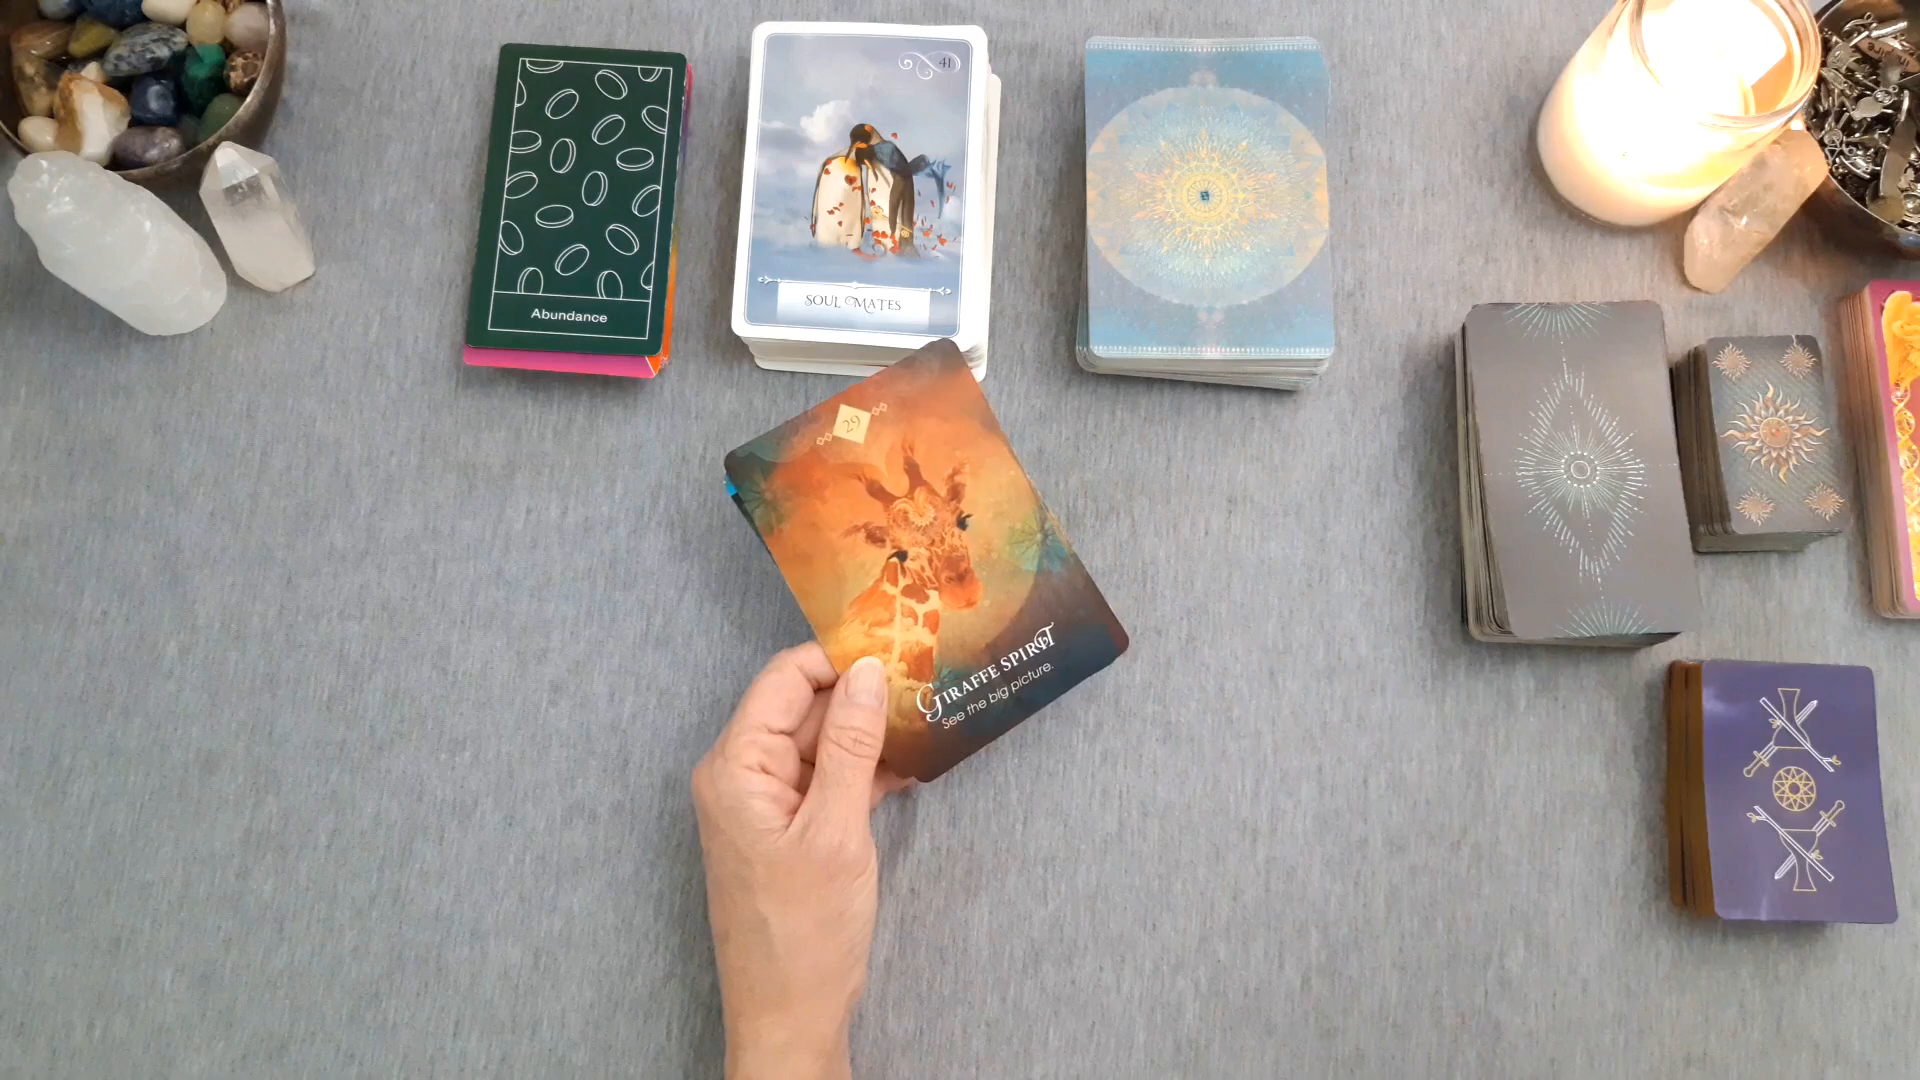 Abundance
41
SOUL MATES
29
GIRAFFE SPIRIT
See the big picture.